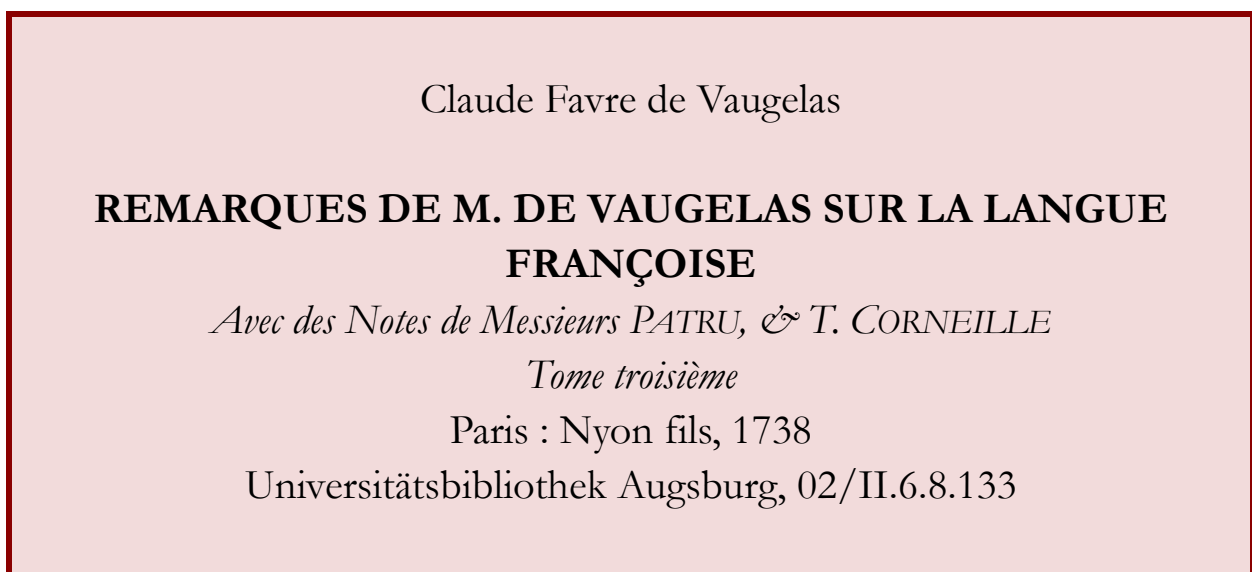 Claude Favre de Vaugelas
REMARQUES DE M. DE VAUGELAS SUR LA LANGUE
FRANÇOISE
Avec des Notes de Messieurs PATRU, & T. CORNEILLE
Tome troisième
Paris : Nyon fils, 1738
Universitätsbibliothek Augsburg, 02/II.6.8.133